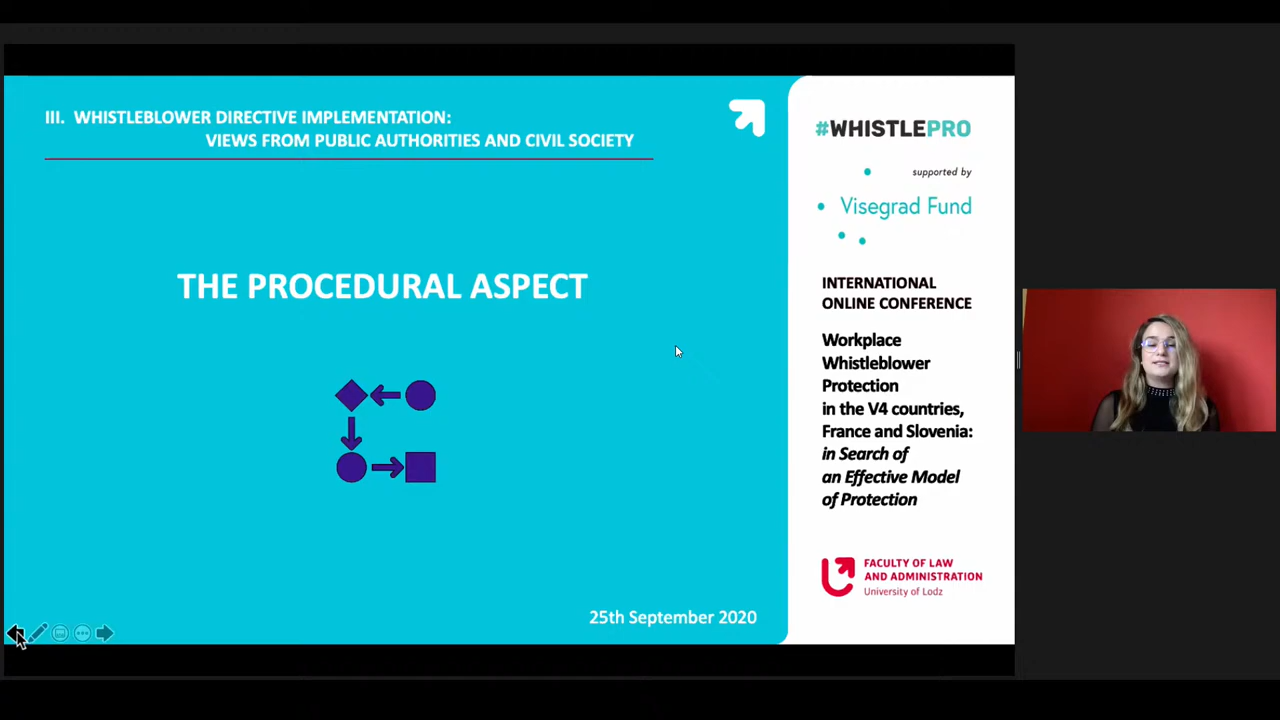 III. WHISTLEBLOWER DIRECTIVE IMPLEMENTATION:
VIEWS FROM PUBLIC AUTHORITIES AND CIVIL SOCIETY
THE PROCEDURAL ASPECT
25th September 2020
#WHISTLEPRO
supported by
Visegrad Fund
INTERNATIONAL
ONLINE CONFERENCE
Workplace
Whistleblower
Protection
in the V4 countries,
France and Slovenia:
in Search of
an Effective Model
of Protection
FACULTY OF LAW
AND ADMINISTRATION
University of Lodz